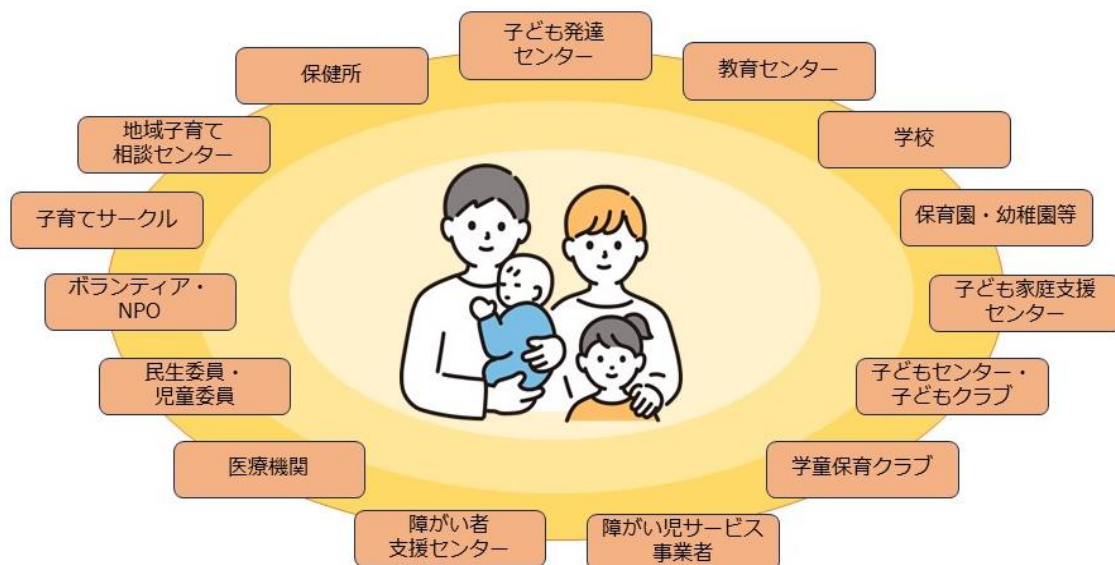 子ども発達
センター
教育センター
学校
保育園・幼稚園等
子ども家庭支援
センター
子どもセンター・
子どもクラブ
学童保育クラブ
障がい児サービス
事業者
障がい者
支援センター
医療機関
民生委員・
児童委員
ボランティア・
NPO
子育てサークル
地域子育て
相談センター
保健所